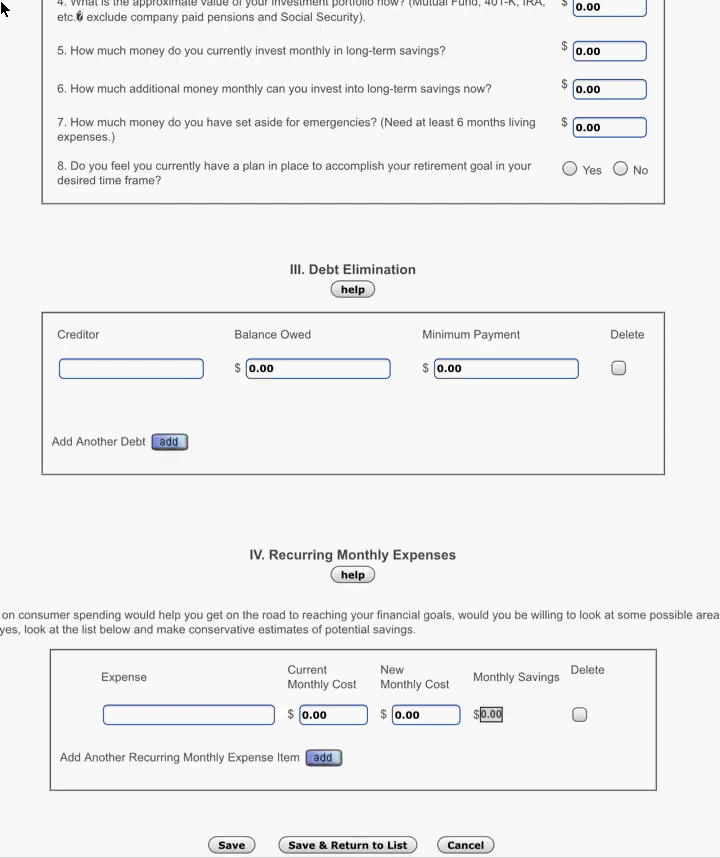 4. What is the approximate value of your investment portfolio now? (Mutual Fund, 401-K, IRA,
etc.� exclude company paid pensions and Social Security).
$ 0.00
5. How much money do you currently invest monthly in long-term savings?
$ 0.00
6. How much additional money monthly can you invest into long-term savings now?
$ 0.00
7. How much money do you have set aside for emergencies? (Need at least 6 months living
expenses.)
$ 0.00
8. Do you feel you currently have a plan in place to accomplish your retirement goal in your
desired time frame?
Yes No
III. Debt Elimination
help
Creditor Balance Owed Minimum Payment Delete
$ 0.00 $ 0.00
Add Another Debt add
IV. Recurring Monthly Expenses
help
on consumer spending would help you get on the road to reaching your financial goals, would you be willing to look at some possible area
yes, look at the list below and make conservative estimates of potential savings.
Expense Current Monthly Cost New Monthly Cost Monthly Savings Delete
$ 0.00 $ 0.00 $0.00
Add Another Recurring Monthly Expense Item add
Save Save & Return to List Cancel